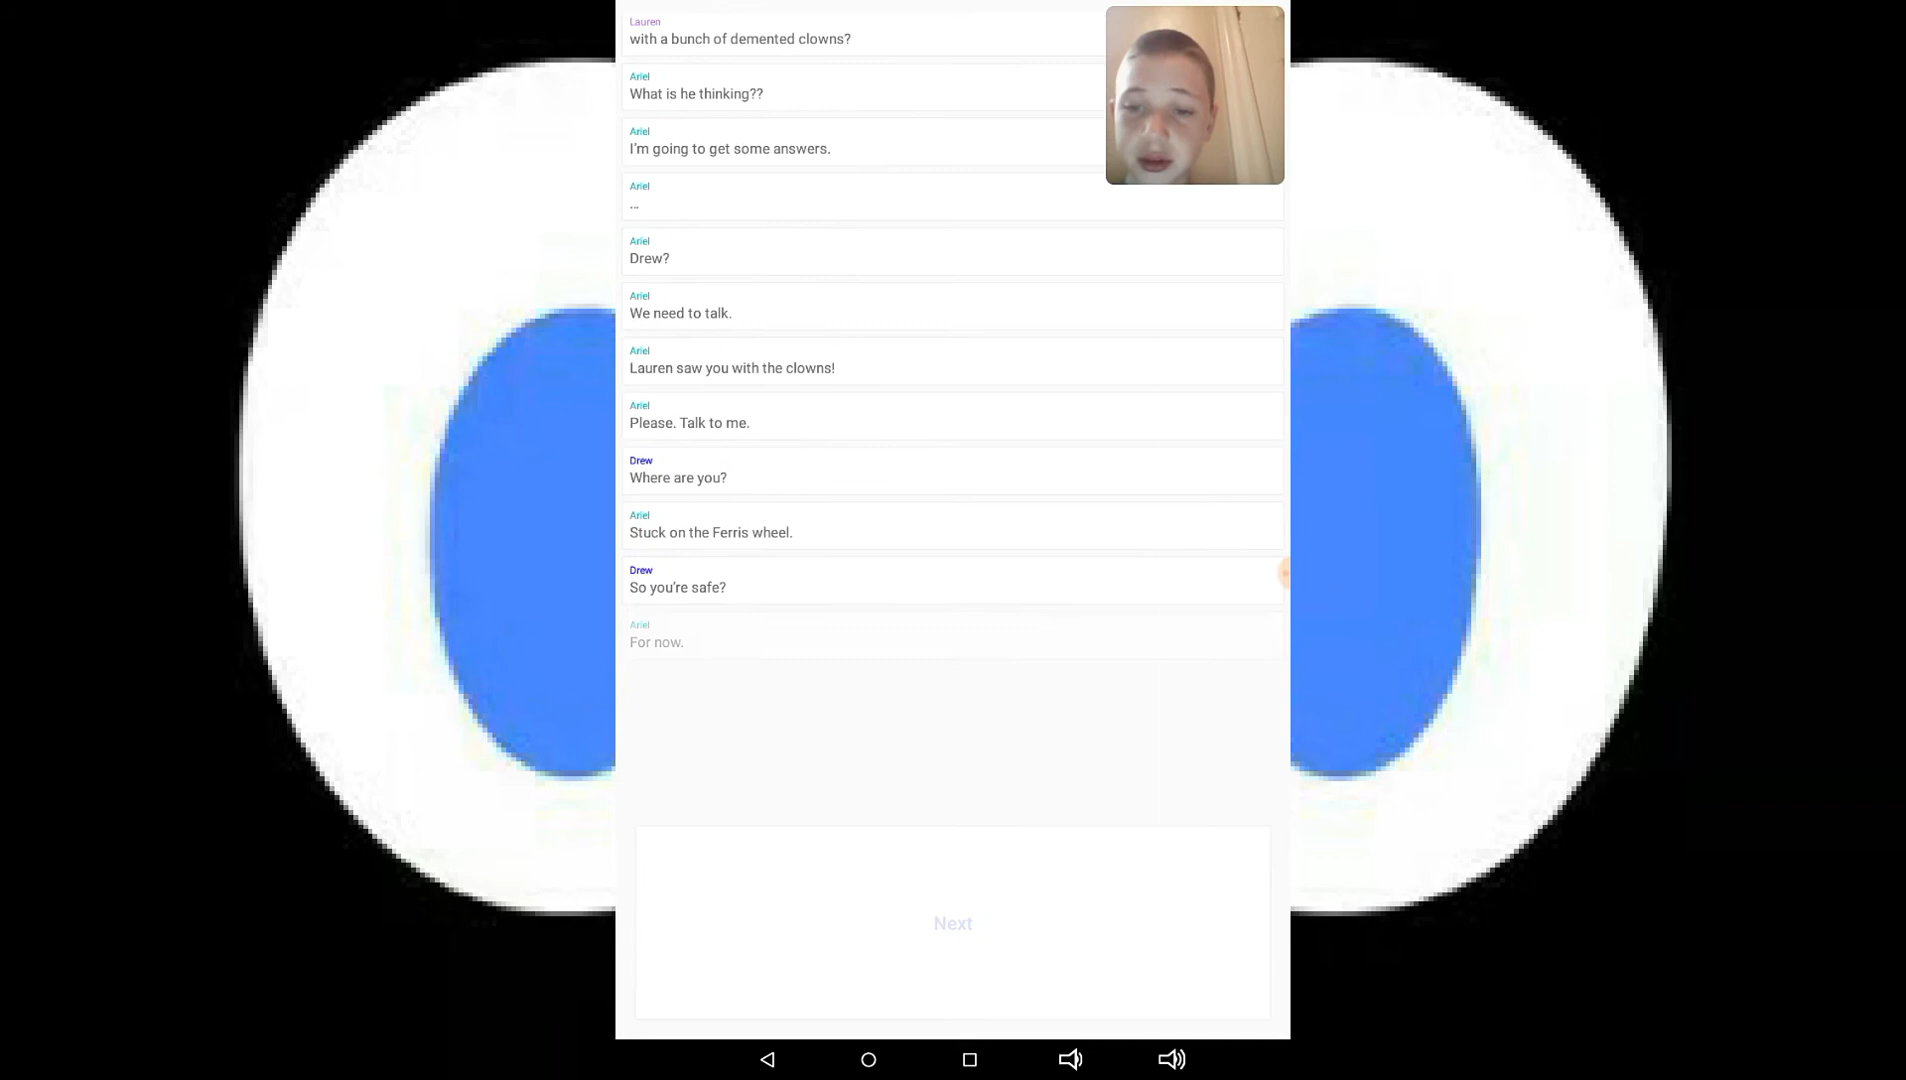 Lauren
with a bunch of demented clowns?
Ariel
What is he thinking??
Ariel
I'm going to get some answers.
Ariel
...
Ariel
Drew?
Ariel
We need to talk.
Ariel
Lauren saw you with the clowns!
Ariel
Please. Talk to me.
Drew
Where are you?
Ariel
Stuck on the Ferris wheel.
Drew
So you're safe?
Ariel
For now.
Next